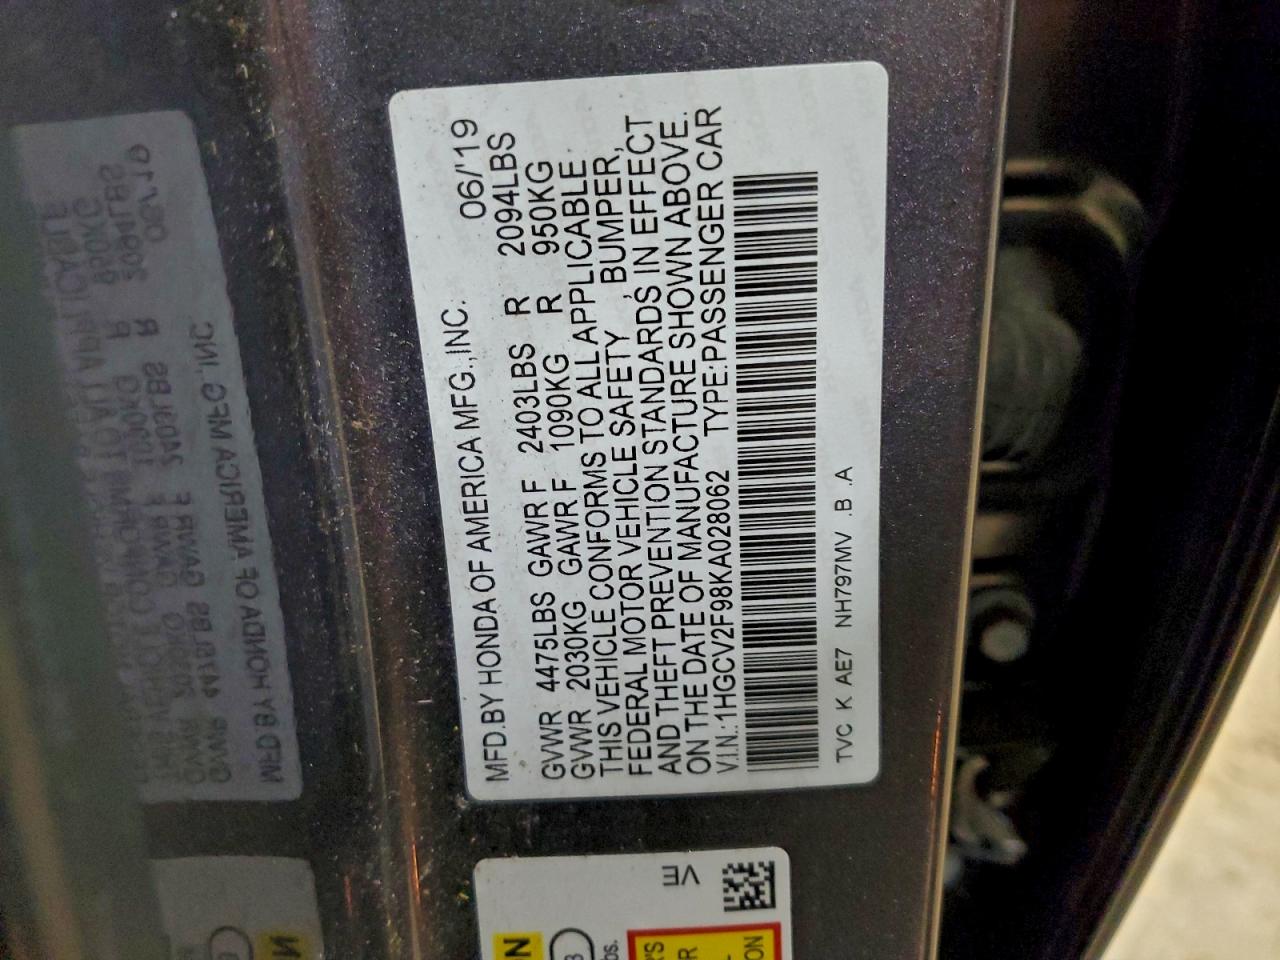 MFD.BY HONDA OF AMERICA MFG.,INC. 06/19
GVWR 4475LBS GAWR F 2403LBS R 2094LBS
GVWR 2030KG GAWR F 1090KG R 950KG
THIS VEHICLE CONFORMS TO ALL APPLICABLE
FEDERAL MOTOR VEHICLE SAFETY, BUMPER,
AND THEFT PREVENTION STANDARDS, IN EFFECT
ON THE DATE OF MANUFACTURE SHOWN ABOVE.
V.I.N.:1HGCV2F98KA028062 TYPE:PASSENGER CAR
TVC K AE7 NH797MV .B .A
VE